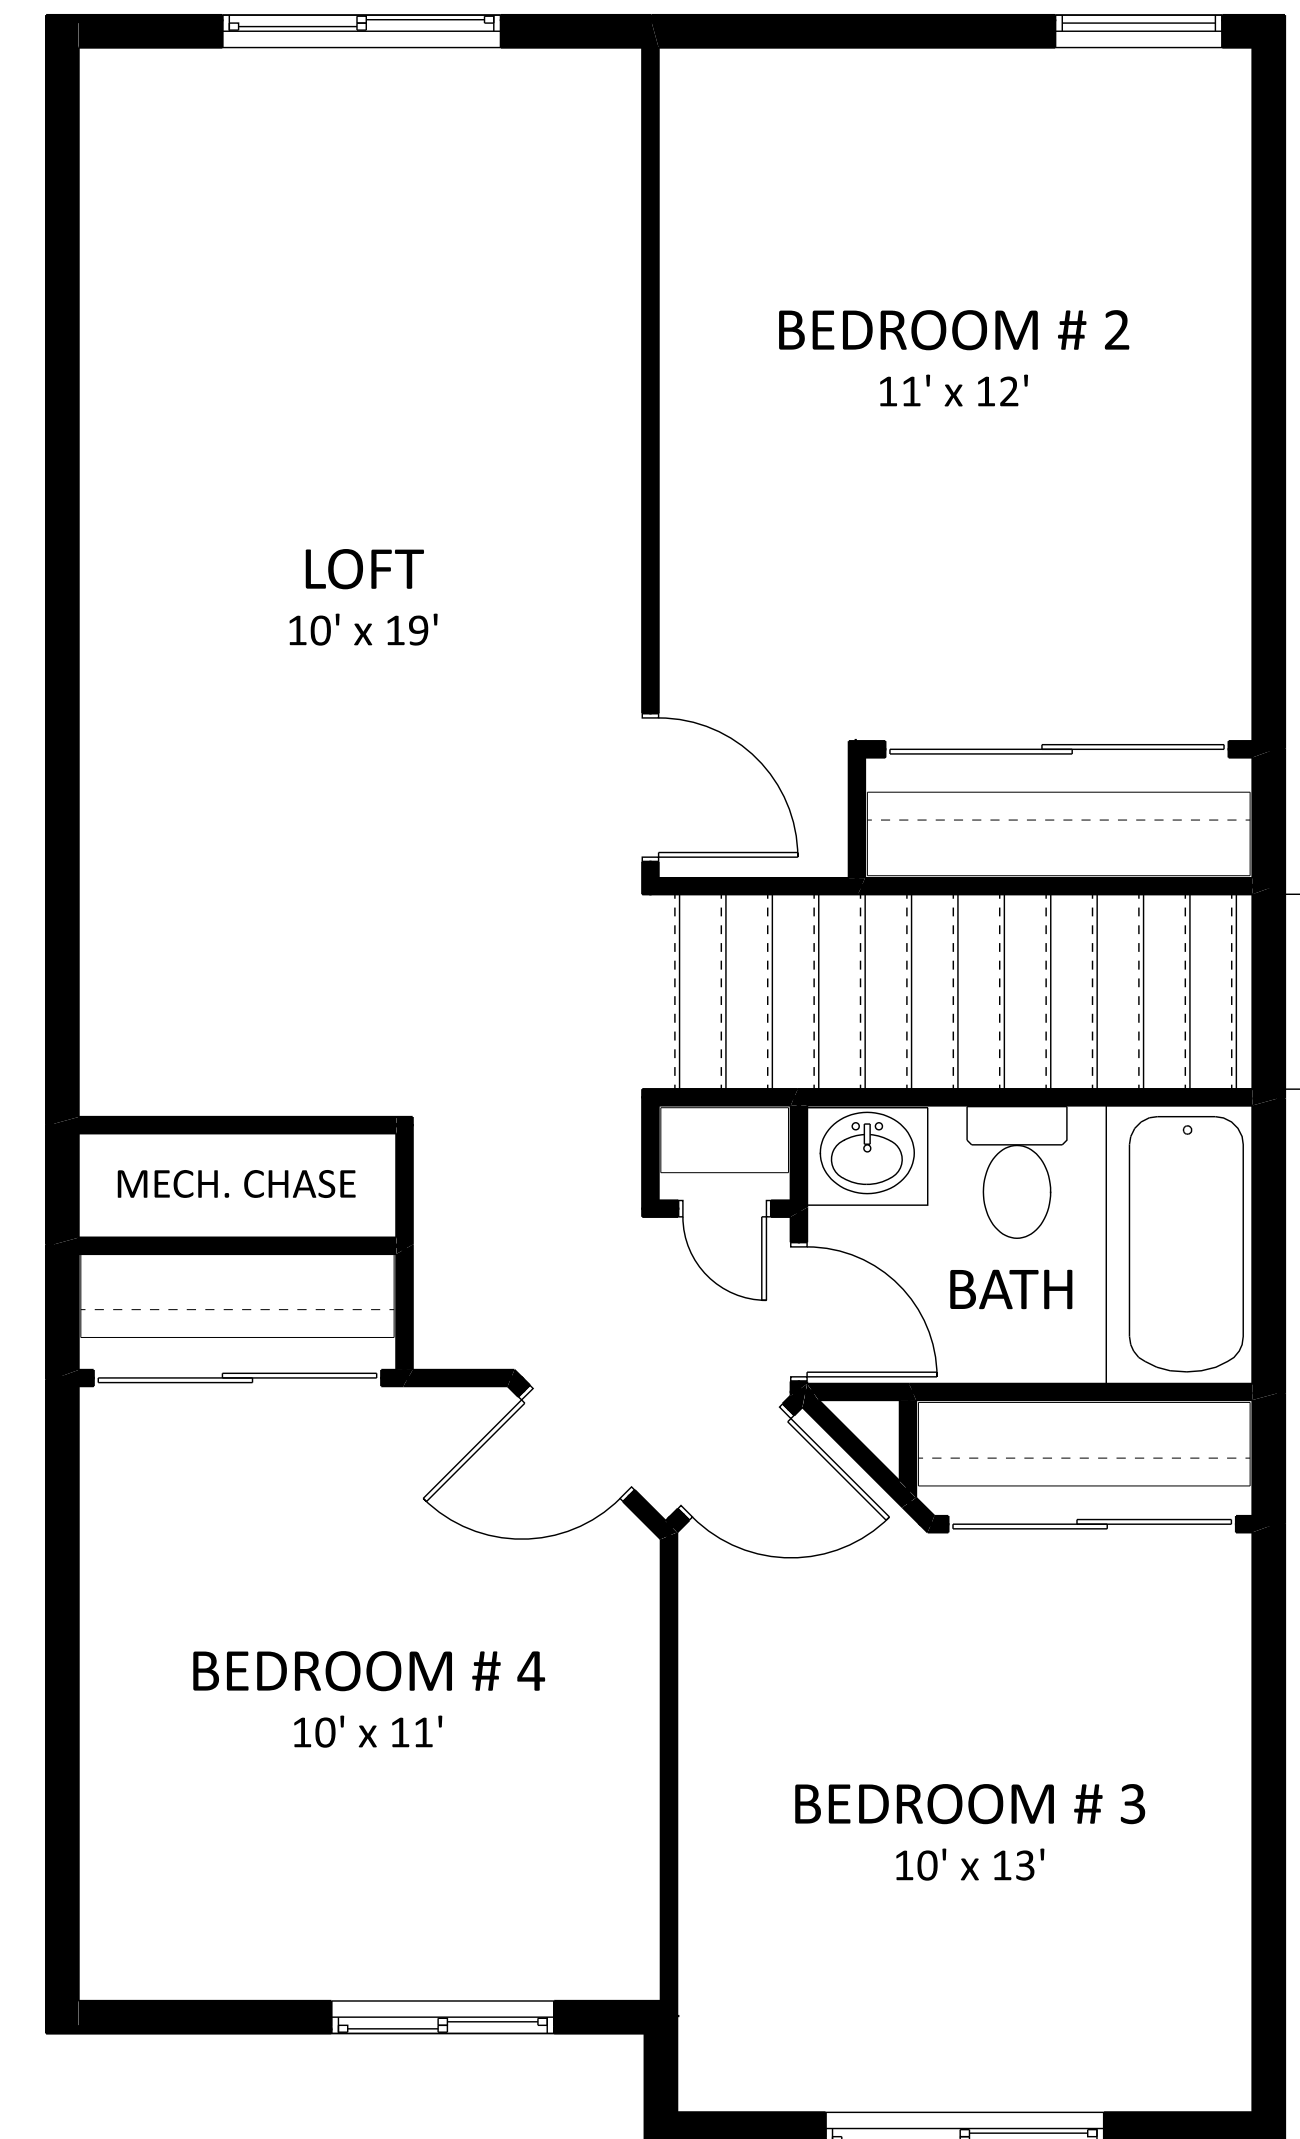 BEDROOM # 2
11' x 12'
LOFT
10' x 19'
MECH. CHASE
BATH
BEDROOM # 4
10' x 11'
BEDROOM # 3
10' x 13'